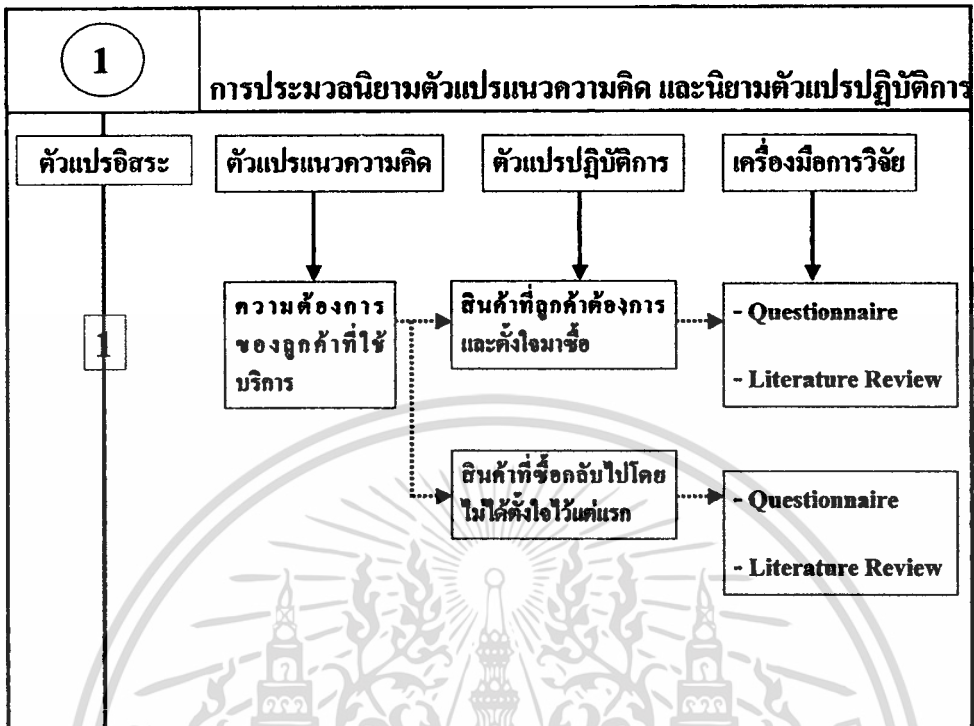 1
การประมวลนิยามตัวแปรแนวความคิด และนิยามตัวแปรปฏิบัติการ
ตัวแปรอิสระ
ตัวแปรแนวความคิด
ตัวแปรปฏิบัติการ
เครื่องมือการวิจัย
1
ความต้องการ
ของลูกค้าที่ใช้
บริการ
สินค้าที่ลูกค้าต้องการ
และตั้งใจมาซื้อ
- Questionnaire
- Literature Review
สินค้าที่ซื้อกลับไปโดย
ไม่ได้ตั้งใจไว้แต่แรก
- Questionnaire
- Literature Review